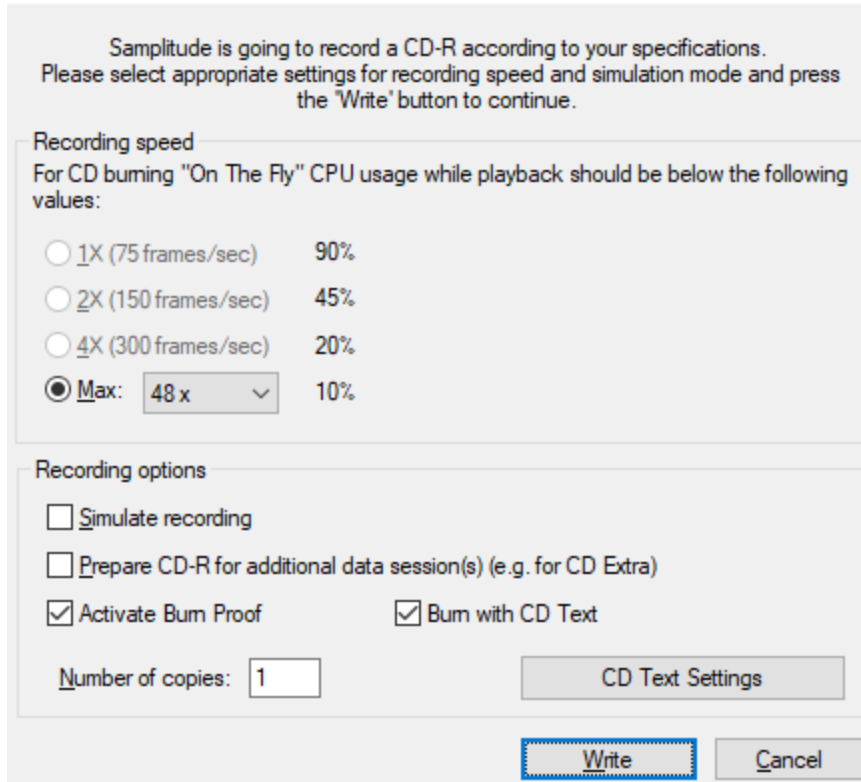 Samplitude is going to record a CD-R according to your specifications.
Please select appropriate settings for recording speed and simulation mode and press
the 'Write' button to continue.
Recording speed
For CD burning "On The Fly" CPU usage while playback should be below the following
values:
1X (75 frames/sec) 90%
2X (150 frames/sec) 45%
4X (300 frames/sec) 20%
Max: 48 x 10%
Recording options
Simulate recording
Prepare CD-R for additional data session(s) (e.g. for CD Extra)
Activate Burn Proof Burn with CD Text
Number of copies: 1 CD Text Settings
Write Cancel